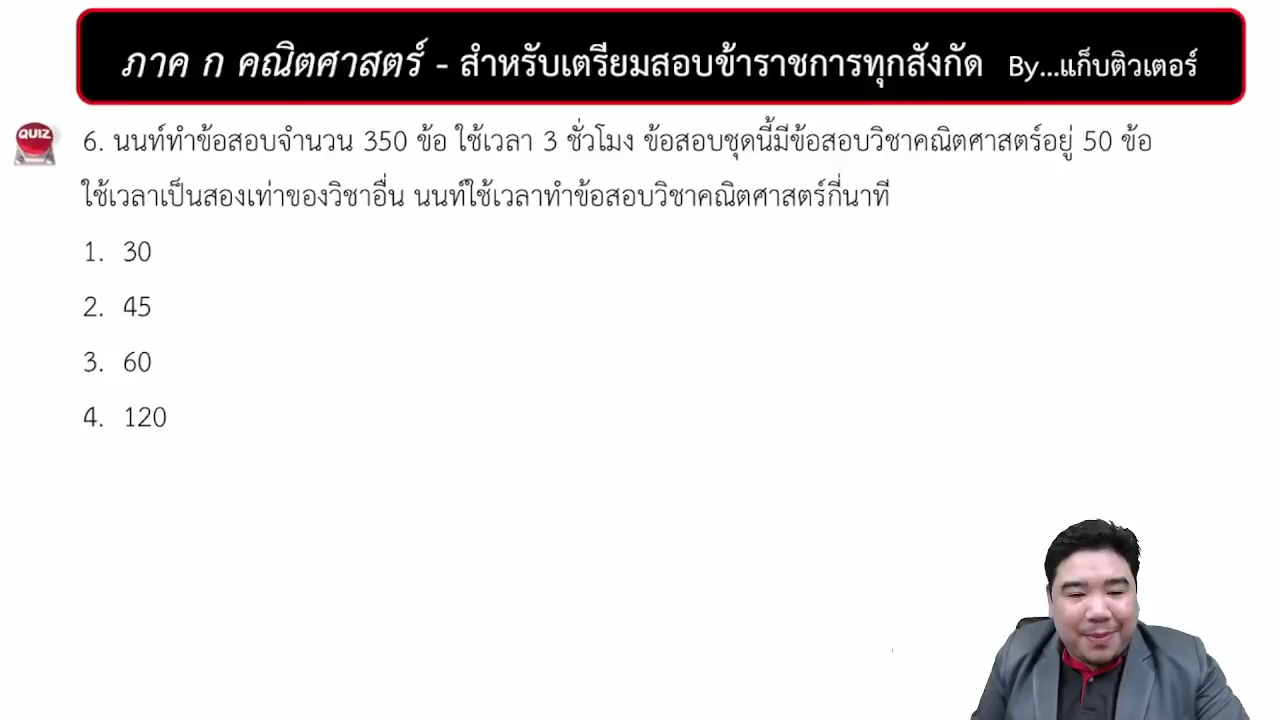 ภาค ก คณิตศาสตร์ - สำหรับเตรียมสอบข้าราชการทุกสังกัด By...แก็บติวเตอร์
QUIZ
6. นนท์ทำข้อสอบจำนวน 350 ข้อ ใช้เวลา 3 ชั่วโมง ข้อสอบชุดนี้มีข้อสอบวิชาคณิตศาสตร์อยู่ 50 ข้อ
ใช้เวลาเป็นสองเท่าของวิชาอื่น นนท์ใช้เวลาทำข้อสอบวิชาคณิตศาสตร์กี่นาที
1. 30
2. 45
3. 60
4. 120